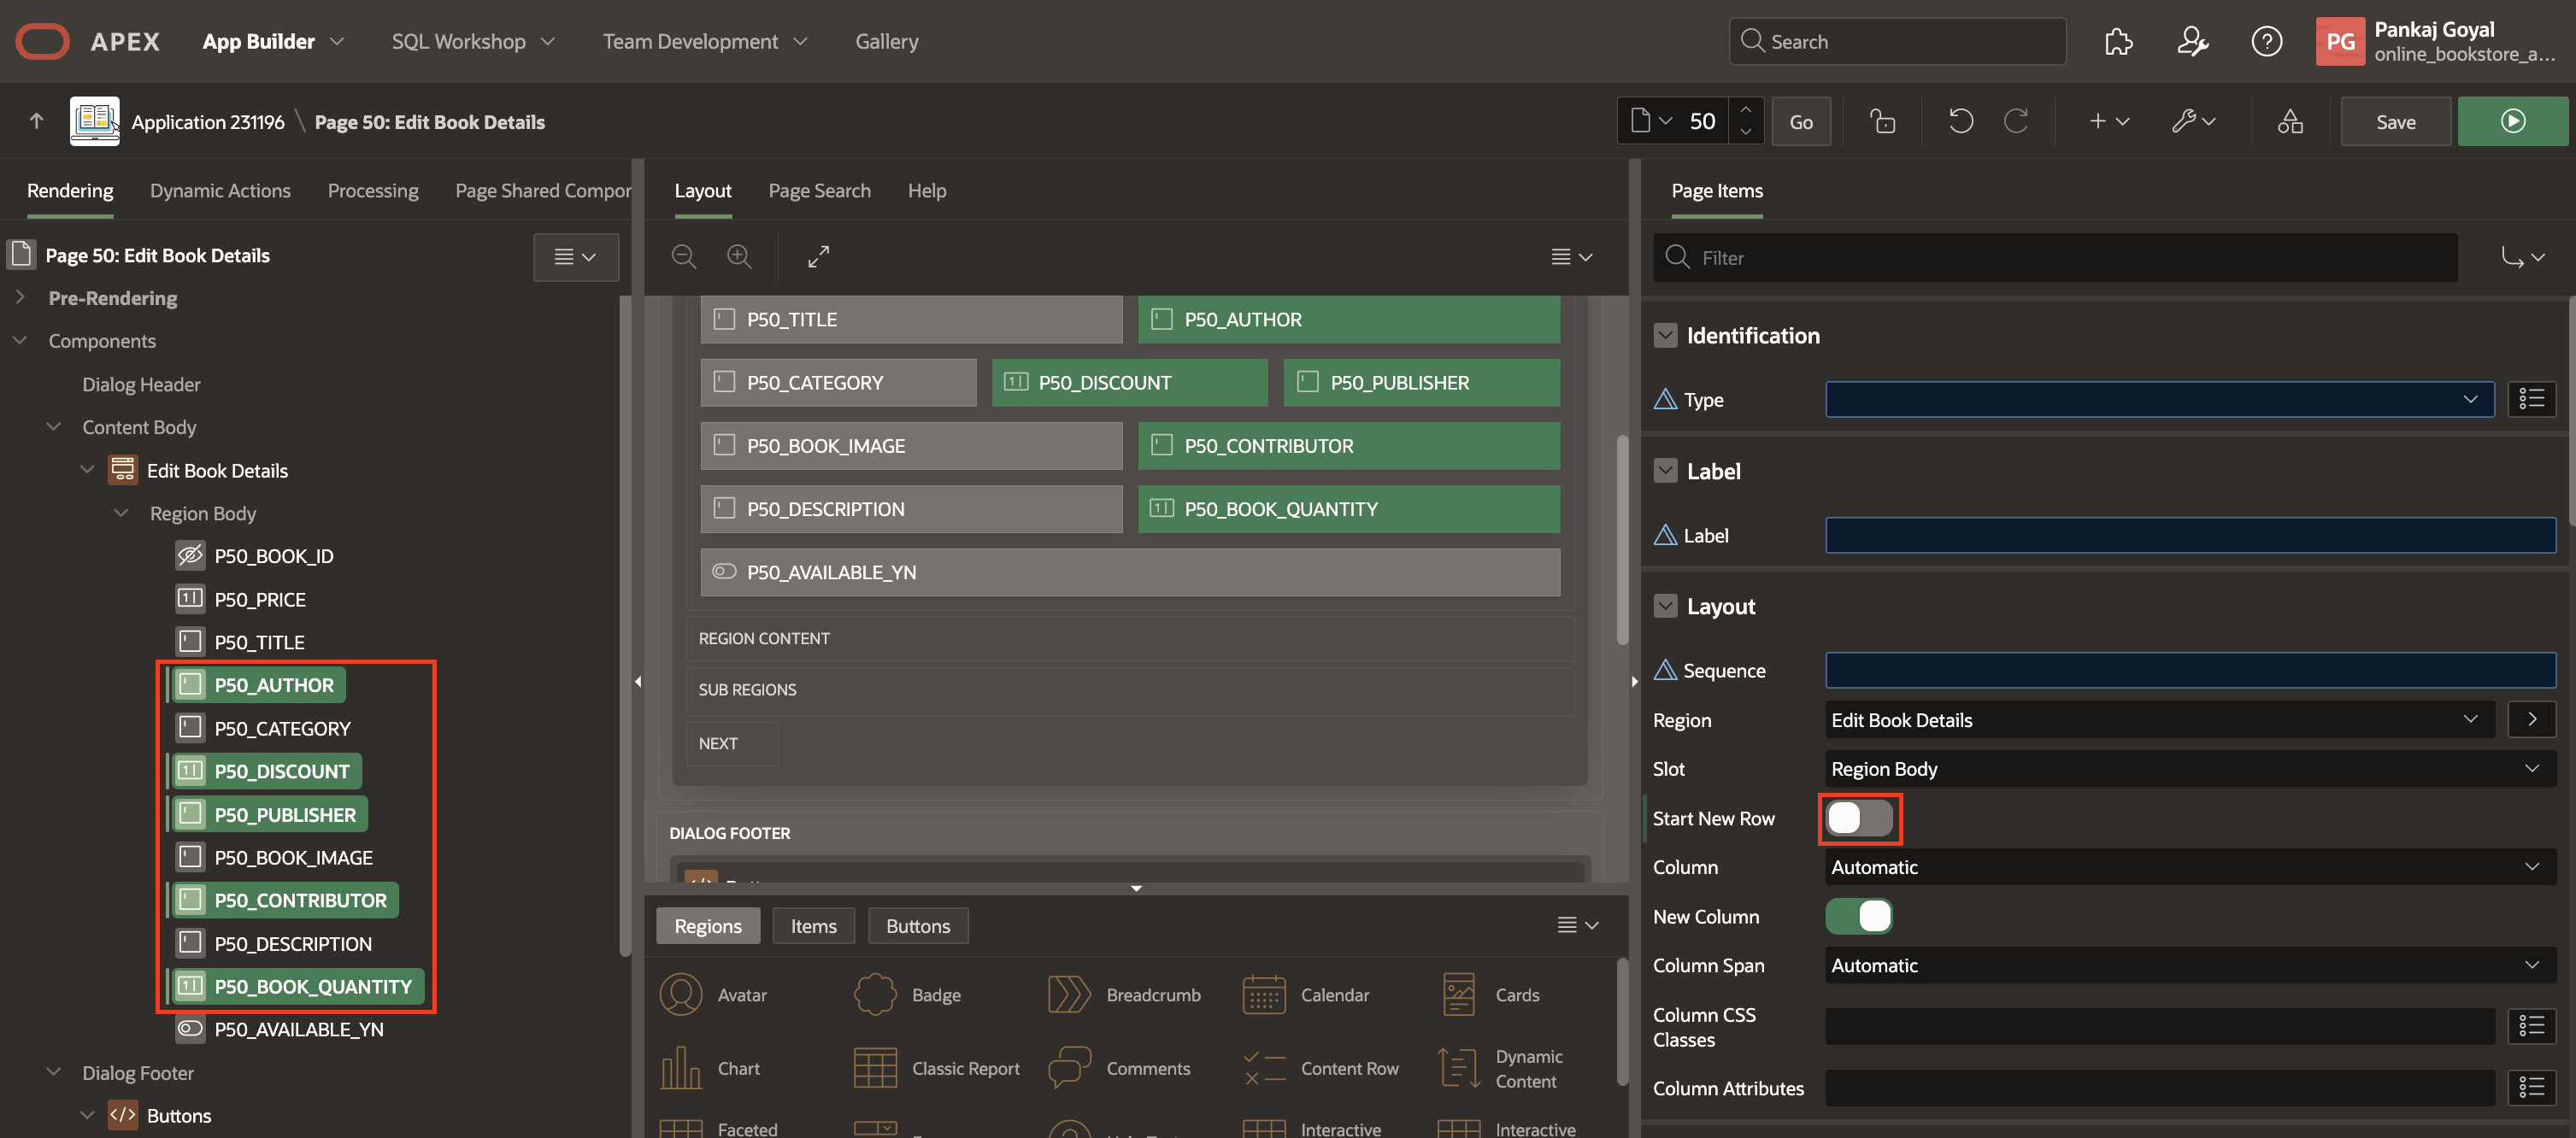 APEX
App Builder
SQL Workshop
Team Development
Gallery
Search
PG
Pankaj Goyal
online_bookstore_a...
Application 231196 \ Page 50: Edit Book Details
50
Go
Save
Rendering
Dynamic Actions
Processing
Page Shared Compor
Page 50: Edit Book Details
Pre-Rendering
Components
Dialog Header
Content Body
Edit Book Details
Region Body
P50_BOOK_ID
P50_PRICE
P50_TITLE
P50_AUTHOR
P50_CATEGORY
P50_DISCOUNT
P50_PUBLISHER
P50_BOOK_IMAGE
P50_CONTRIBUTOR
P50_DESCRIPTION
P50_BOOK_QUANTITY
P50_AVAILABLE_YN
Dialog Footer
Buttons
Layout
Page Search
Help
P50_TITLE
P50_AUTHOR
P50_CATEGORY
P50_DISCOUNT
P50_PUBLISHER
P50_BOOK_IMAGE
P50_CONTRIBUTOR
P50_DESCRIPTION
P50_BOOK_QUANTITY
P50_AVAILABLE_YN
REGION CONTENT
SUB REGIONS
NEXT
DIALOG FOOTER
Regions
Items
Buttons
Avatar
Badge
Breadcrumb
Calendar
Cards
Chart
Classic Report
Comments
Content Row
Dynamic
Content
Faceted
Interactive
Interactive
Page Items
Filter
Identification
Type
Label
Label
Layout
Sequence
Region
Edit Book Details
Slot
Region Body
Start New Row
Column
Automatic
New Column
Column Span
Automatic
Column CSS
Classes
Column Attributes